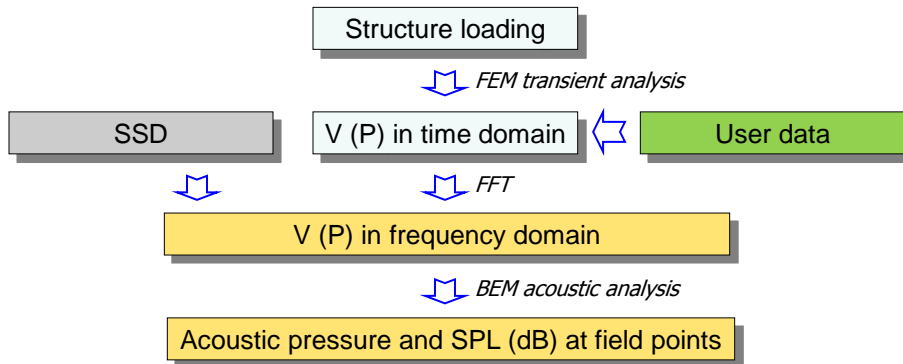 Structure loading
FEM transient analysis
SSD
V (P) in time domain
User data
FFT
V (P) in frequency domain
BEM acoustic analysis
Acoustic pressure and SPL (dB) at field points